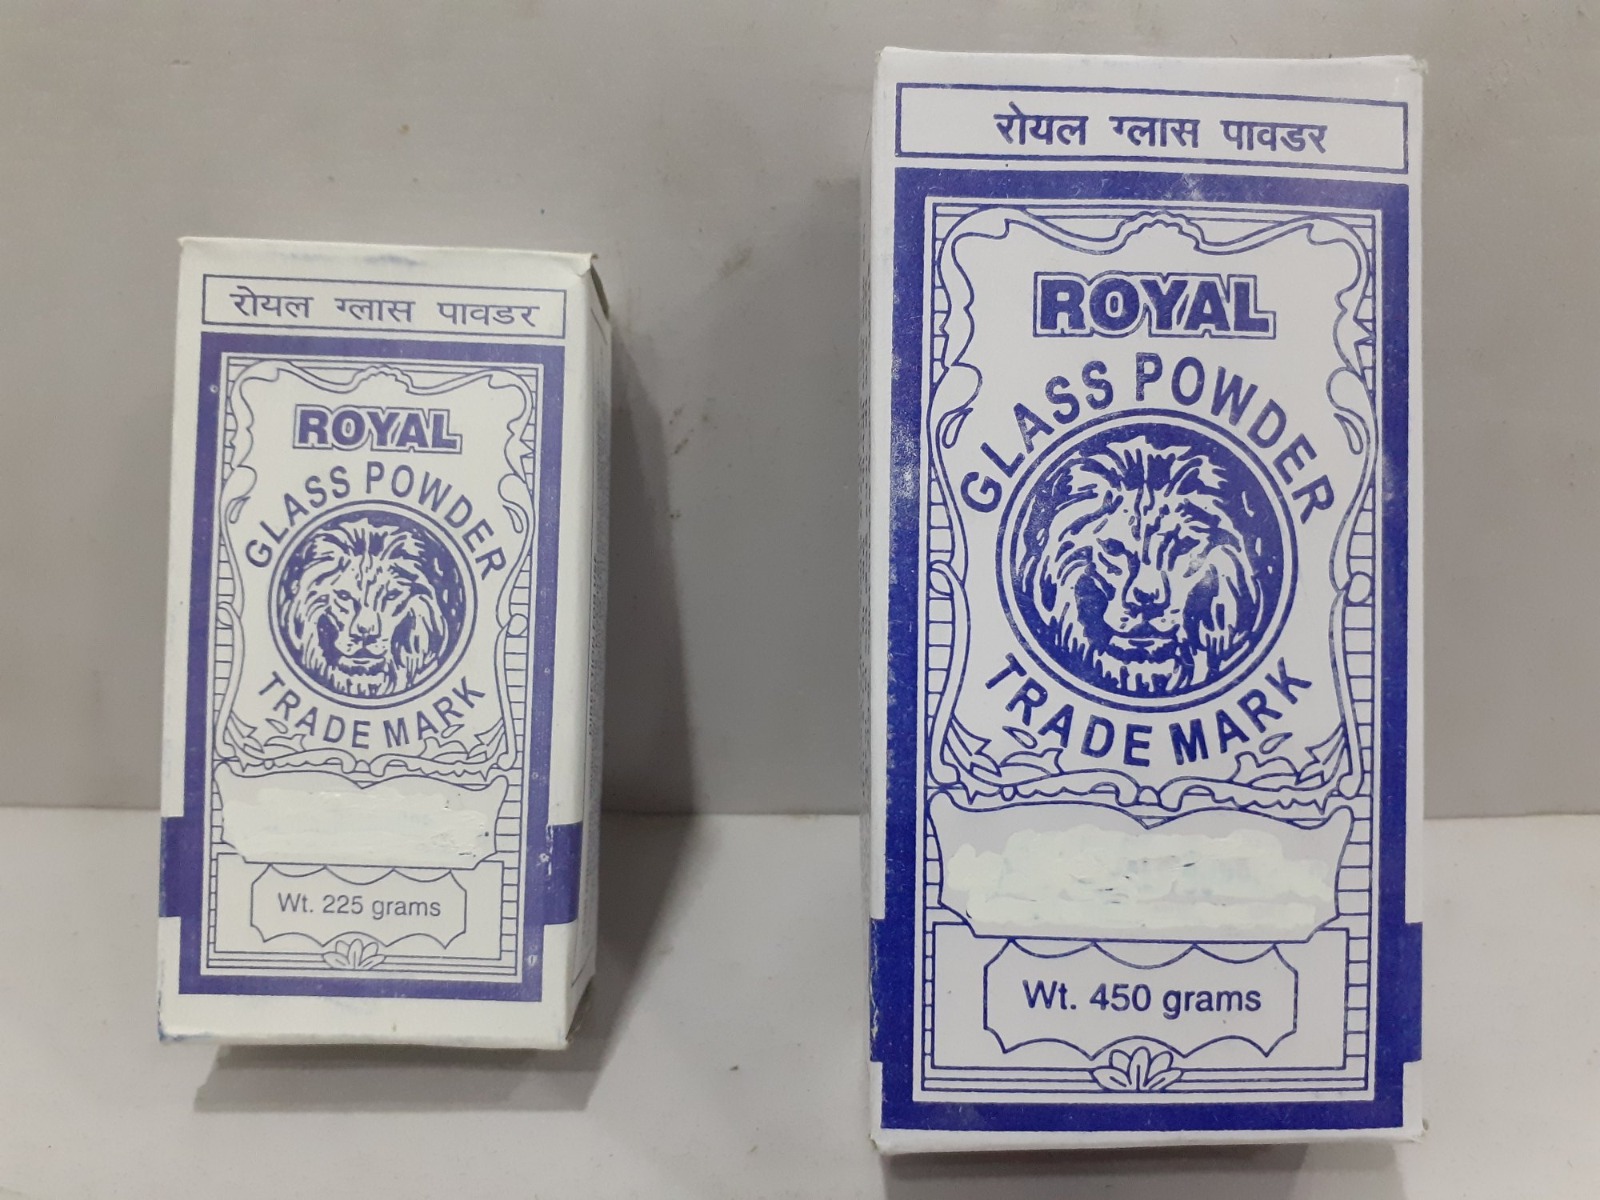 रोयल ग्लास पावडर
ROYAL
GLASS POWDER
TRADE MARK
Wt. 225 grams
रोयल ग्लास पावडर
ROYAL
GLASS POWDER
TRADE MARK
Wt. 450 grams